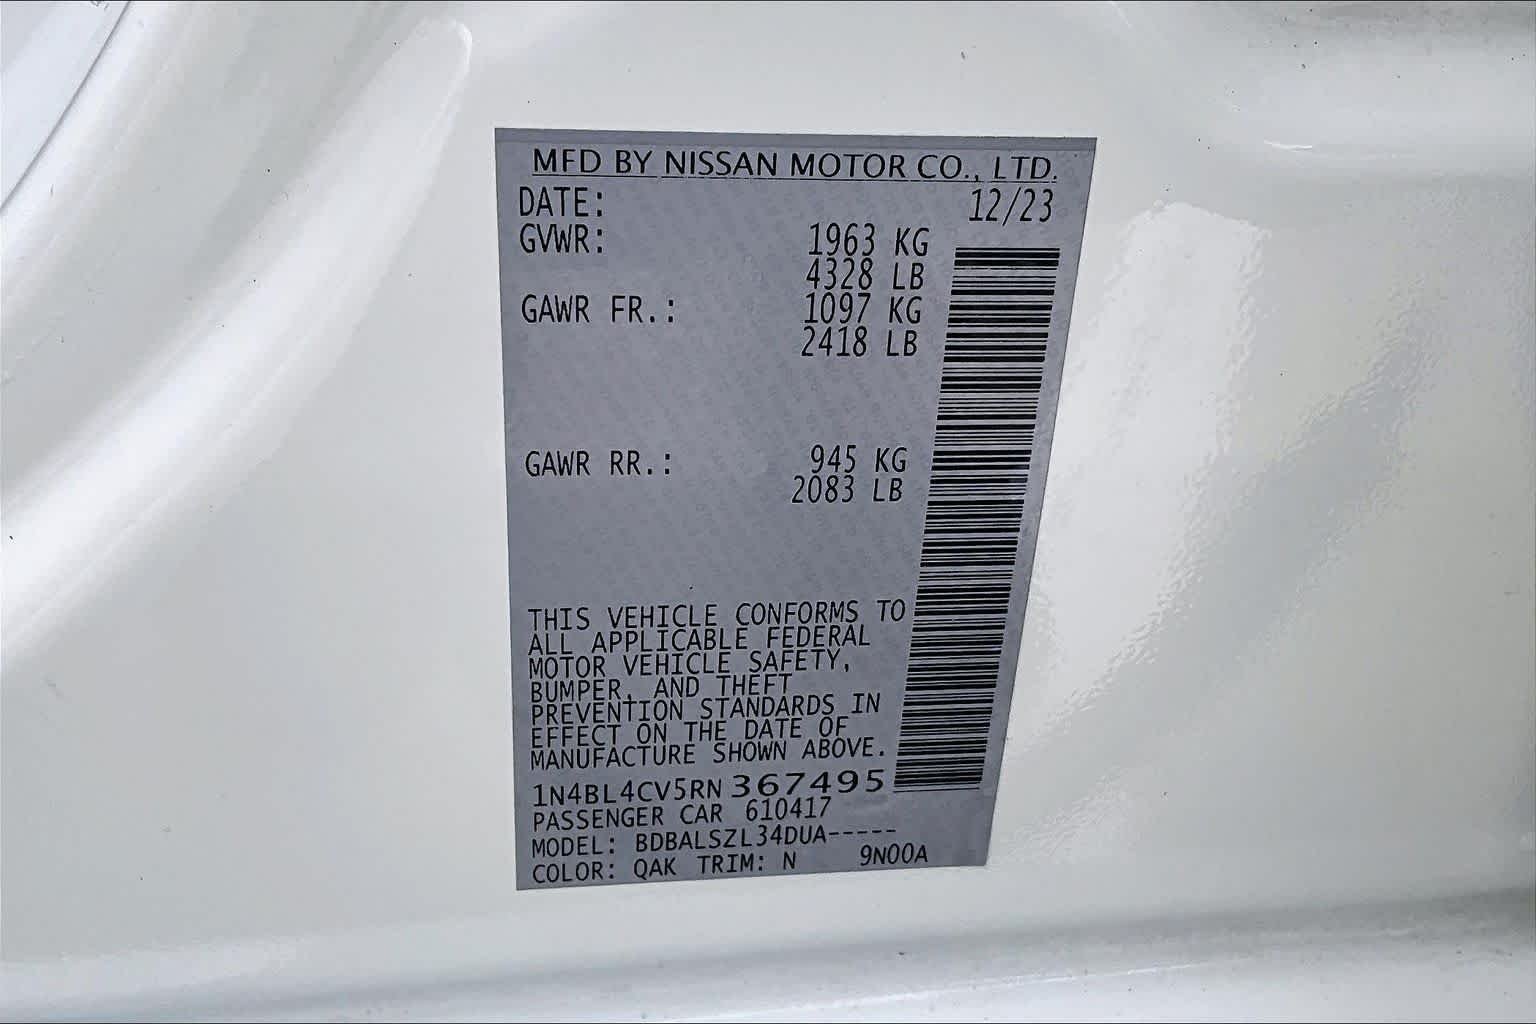 MFD BY NISSAN MOTOR CO., LTD.
DATE: 12/23
GVWR: 1963 KG
4328 LB
GAWR FR.: 1097 KG
2418 LB
GAWR RR.: 945 KG
2083 LB
THIS VEHICLE CONFORMS TO
ALL APPLICABLE FEDERAL
MOTOR VEHICLE SAFETY,
BUMPER, AND THEFT
PREVENTION STANDARDS IN
EFFECT ON THE DATE OF
MANUFACTURE SHOWN ABOVE.
1N4BL4CV5RN367495
PASSENGER CAR 610417
MODEL: BDBALSZL34DUA-----
COLOR: QAK TRIM: N 9N00A